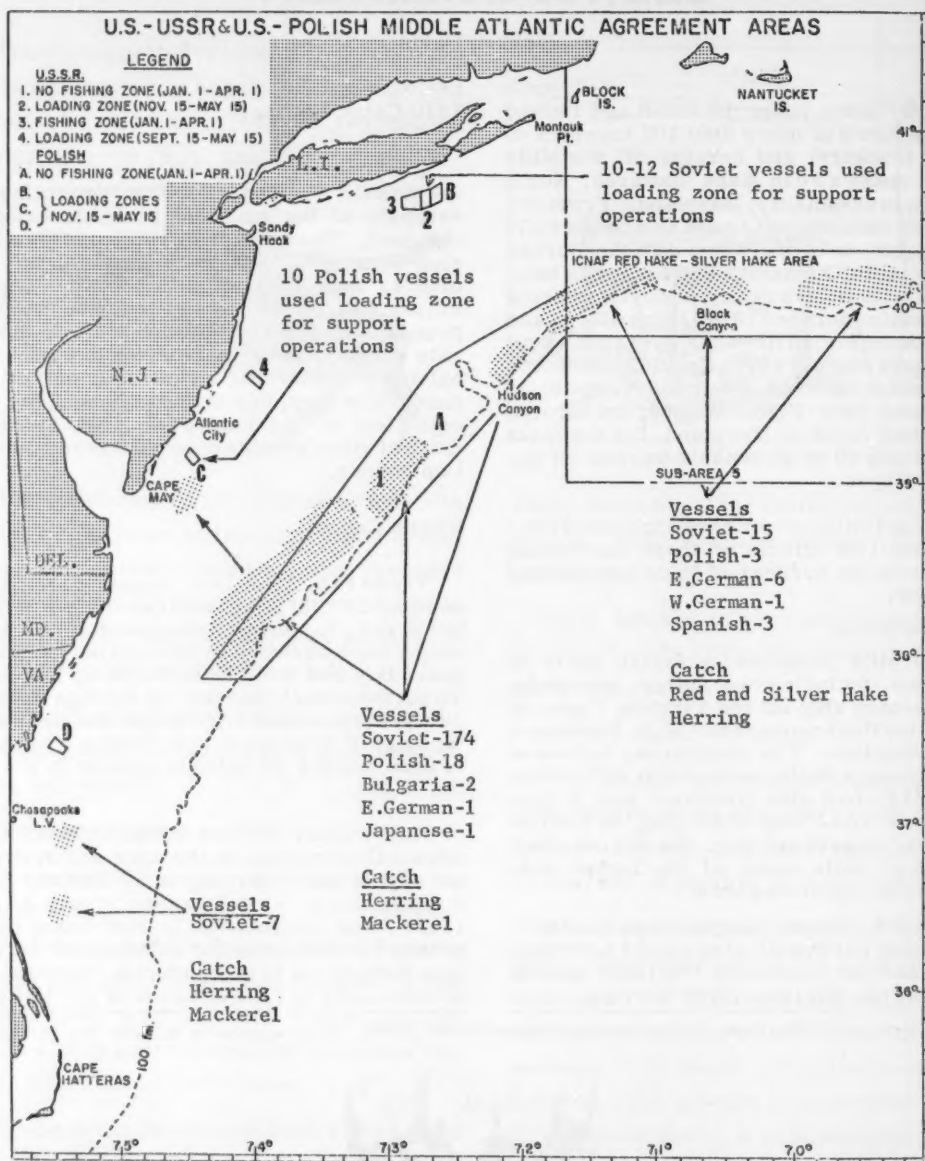 U.S.-USSR & U.S.- POLISH MIDDLE ATLANTIC AGREEMENT AREAS
LEGEND
U.S.S.R.
1. NO FISHING ZONE (JAN. 1-APR. 1)
2. LOADING ZONE (NOV. 15-MAY 15)
3. FISHING ZONE (JAN. 1-APR. 1)
4. LOADING ZONE (SEPT. 15-MAY 15)
POLISH
A. NO FISHING ZONE (JAN. 1-APR. 1)
B.
C.
D.
LOADING ZONES
NOV. 15-MAY 15
BLOCK
IS.
NANTUCKET
IS.
Montauk
Pt.
41°
L.I.
3
2
B
10-12 Soviet vessels used
loading zones for support
operations
Sandy
Hook
10 Polish vessels
used loading zone
for support
operations
ICNAF RED HAKE-SILVER HAKE AREA
Block
Canyon
40°
N.J.
4
Atlantic
City
C
CAPE
MAY
Hudson
Canyon
A
1
SUB-AREA 5
39°
Vessels
Soviet-15
Polish-3
E.German-6
W.German-1
Spanish-3
Catch
Red and Silver Hake
Herring
DEL.
MD.
VA.
38°
D
Vessels
Soviet-174
Polish-18
Bulgaria-2
E.German-1
Japanese-1
Catch
Herring
Mackerel
Chesapeake
L.V.
37°
Vessels
Soviet-7
Catch
Herring
Mackerel
36°
100 fm.
CAPE
HATTERAS
75°
74°
73°
72°
71°
70°